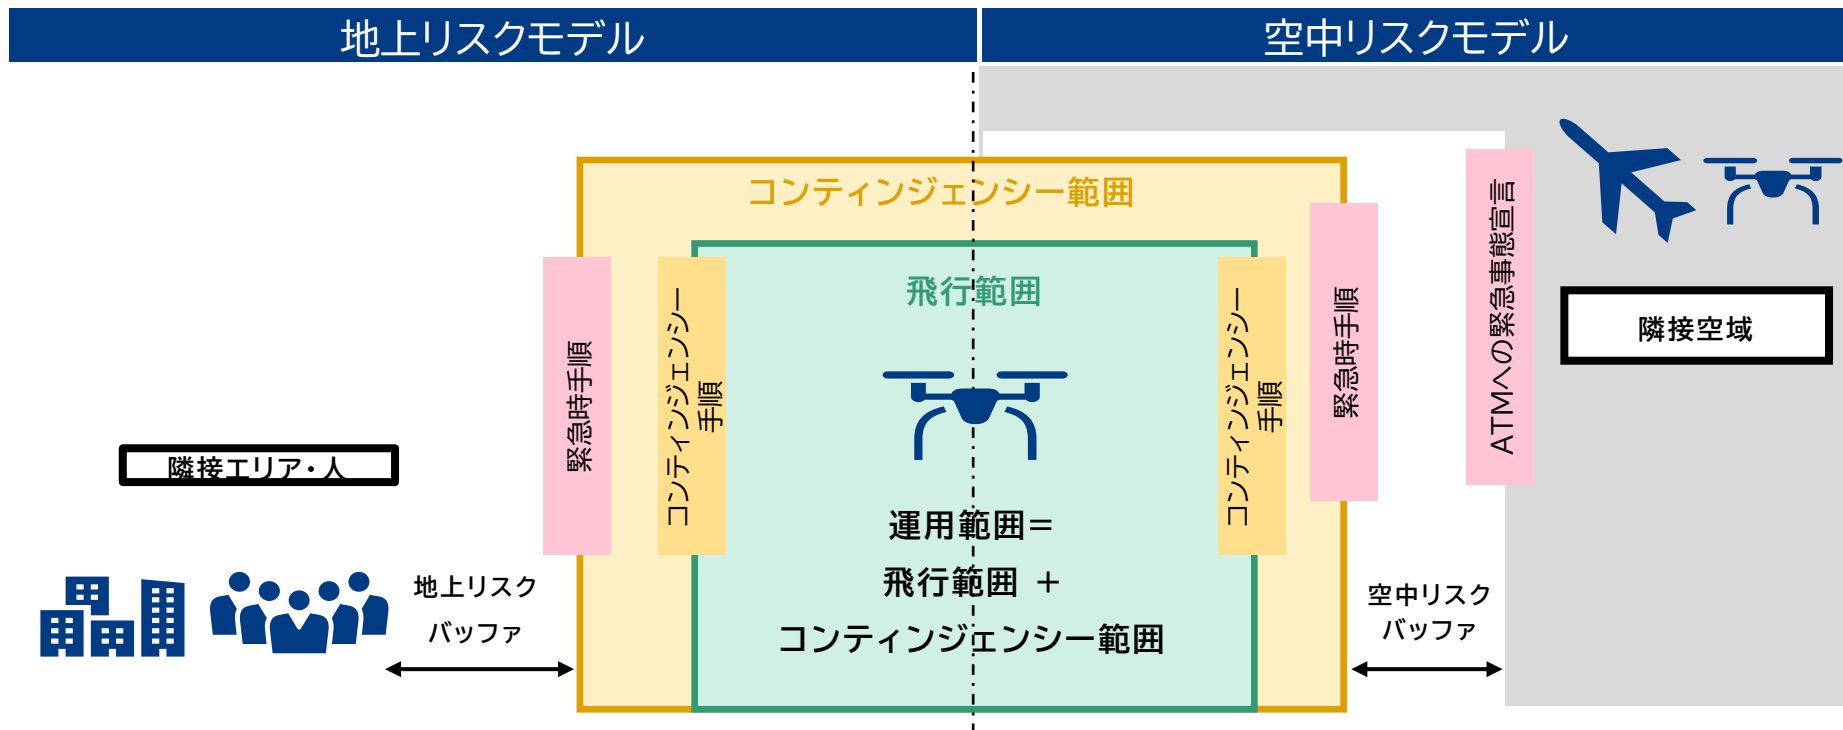 地上リスクモデル
空中リスクモデル
コンティンジェンシー範囲
飛行範囲
緊急時手順
コンティンジェンシー
手順
コンティンジェンシー
手順
緊急時手順
ATMへの緊急事態宣言
隣接空域
隣接エリア・人
運用範囲=
飛行範囲 +
コンティンジェンシー範囲
地上リスク
バッファ
空中リスク
バッファ